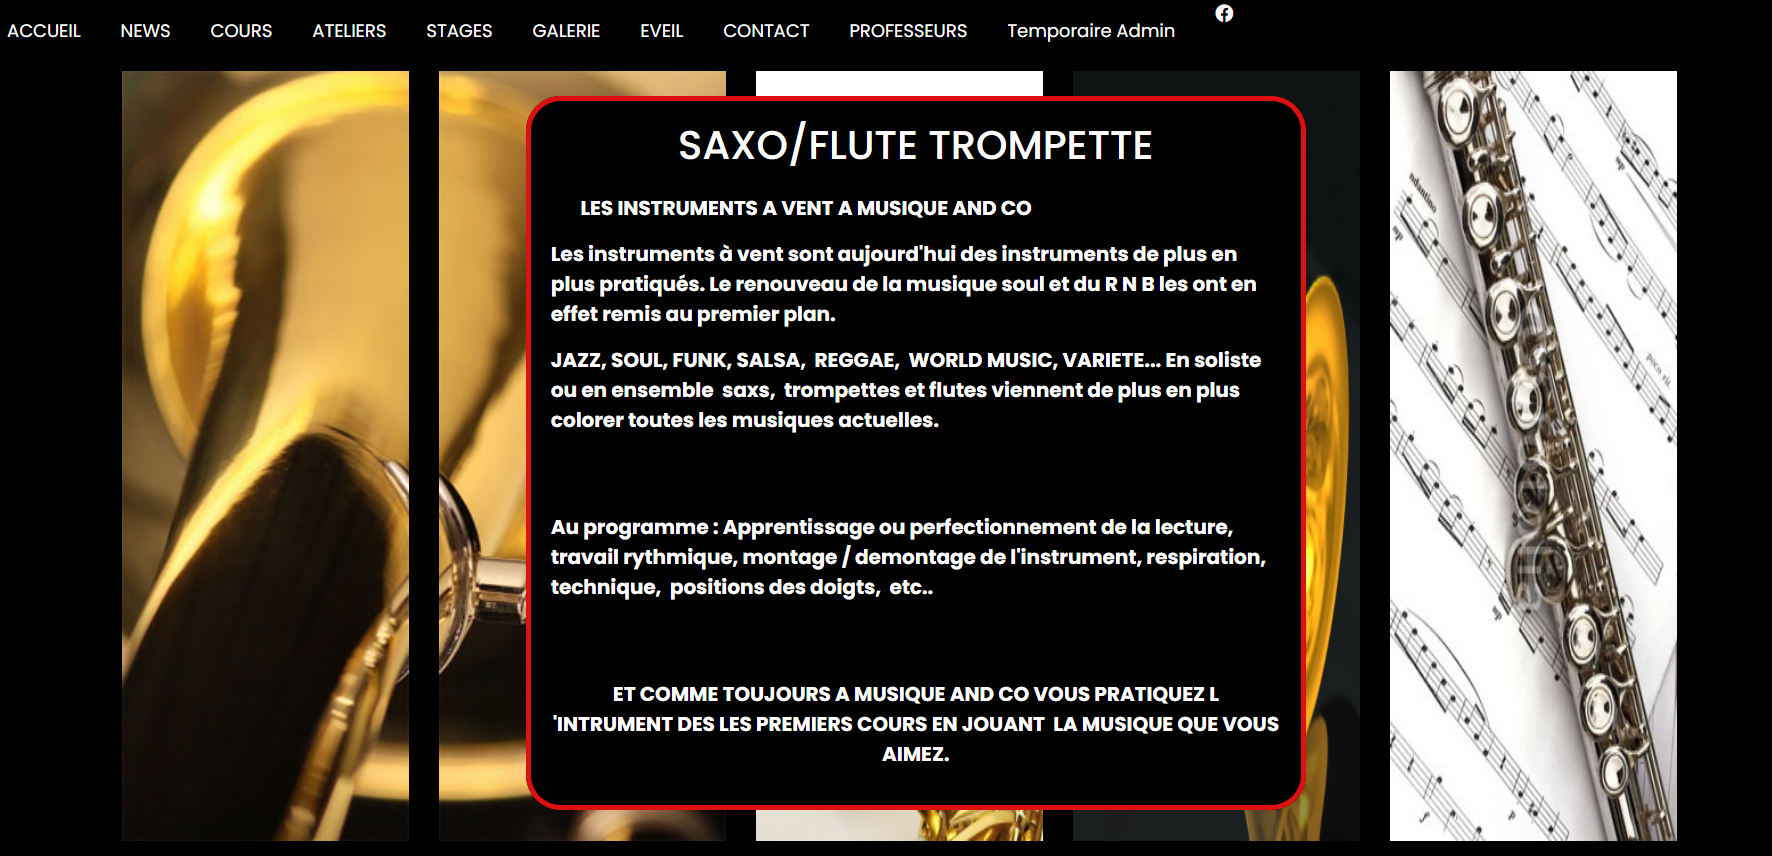 ACCUEIL NEWS COURS ATELIERS STAGES GALERIE EVEIL CONTACT PROFESSEURS Temporaire Admin
SAXO/FLUTE TROMPETTE
LES INSTRUMENTS A VENT A MUSIQUE AND CO
Les instruments à vent sont aujourd'hui des instruments de plus en
plus pratiqués. Le renouveau de la musique soul et du R N B les ont en
effet remis au premier plan.
JAZZ, SOUL, FUNK, SALSA,  REGGAE,  WORLD MUSIC, VARIETE... En soliste
ou en ensemble  saxs,  trompettes et flutes viennent de plus en plus
colorer toutes les musiques actuelles.
Au programme : Apprentissage ou perfectionnement de la lecture,
travail rythmique, montage / demontage de l'instrument, respiration,
technique,  positions des doigts,  etc..
ET COMME TOUJOURS A MUSIQUE AND CO VOUS PRATIQUEZ L
'INTRUMENT DES LES PREMIERS COURS EN JOUANT  LA MUSIQUE QUE VOUS
AIMEZ.
mp
ndantino
mp
poco rit.
mp
f
p